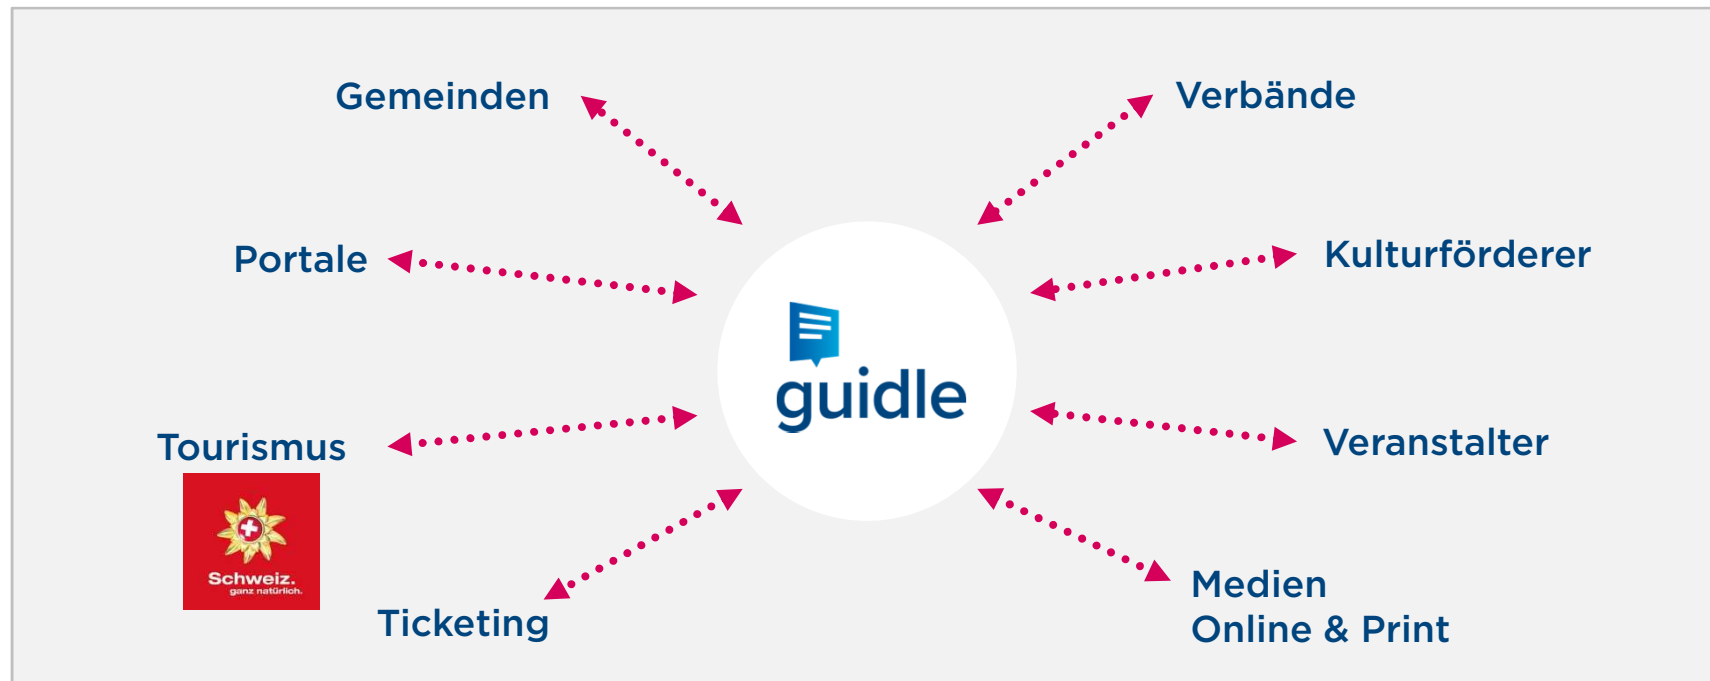 Gemeinden
Verbände
Portale
Kulturförderer
guidle
Tourismus
Veranstalter
Schweiz.
ganz natürlich.
Ticketing
Medien
Online & Print